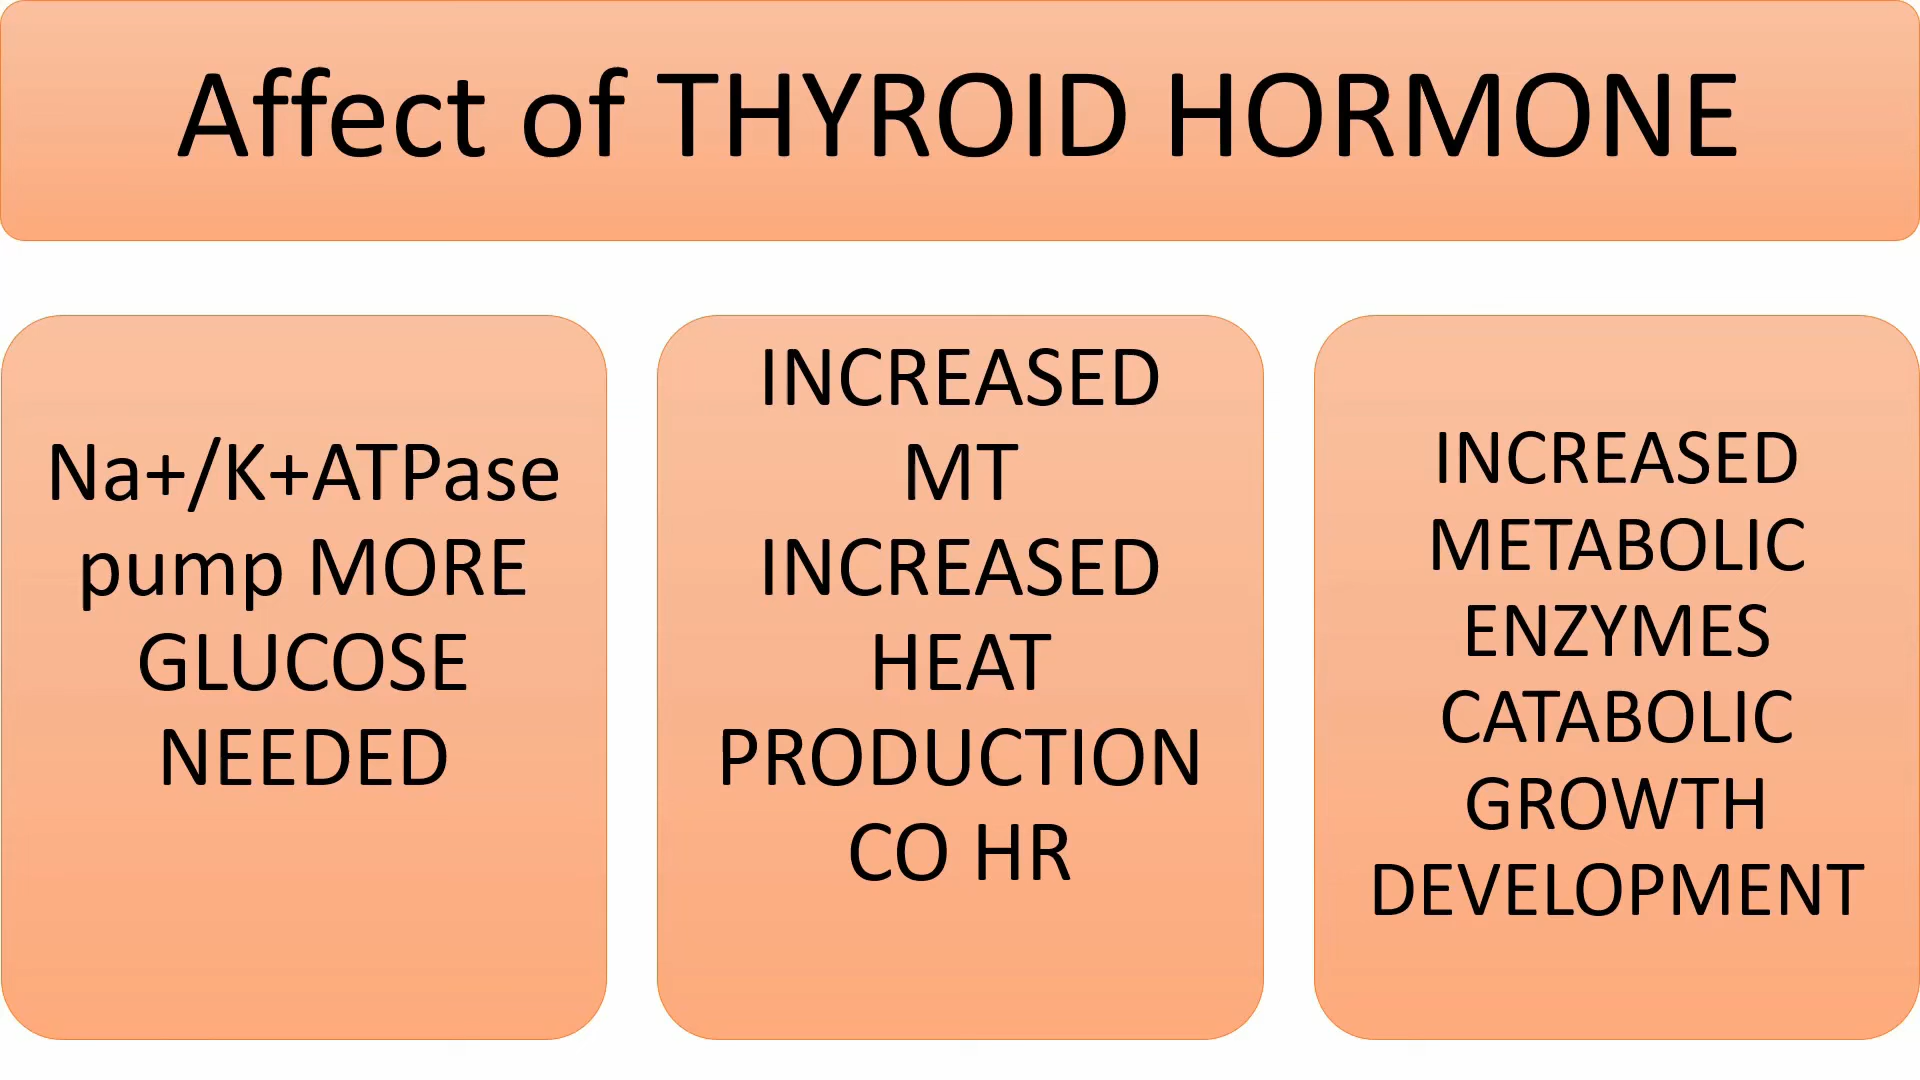 Affect of THYROID HORMONE
Na+/K+ATPase
pump MORE
GLUCOSE
NEEDED
INCREASED
MT
INCREASED
HEAT
PRODUCTION
CO HR
INCREASED
METABOLIC
ENZYMES
CATABOLIC
GROWTH
DEVELOPMENT